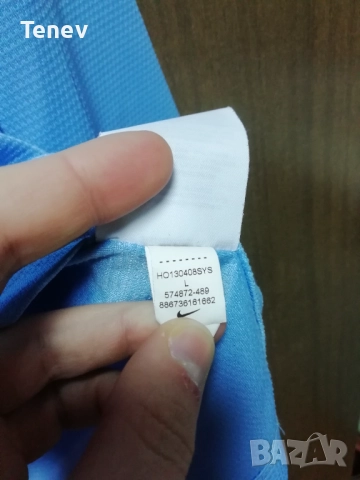 Tenev
--------
HO130408SYS
L
574872-489
886736161662
BAZAR